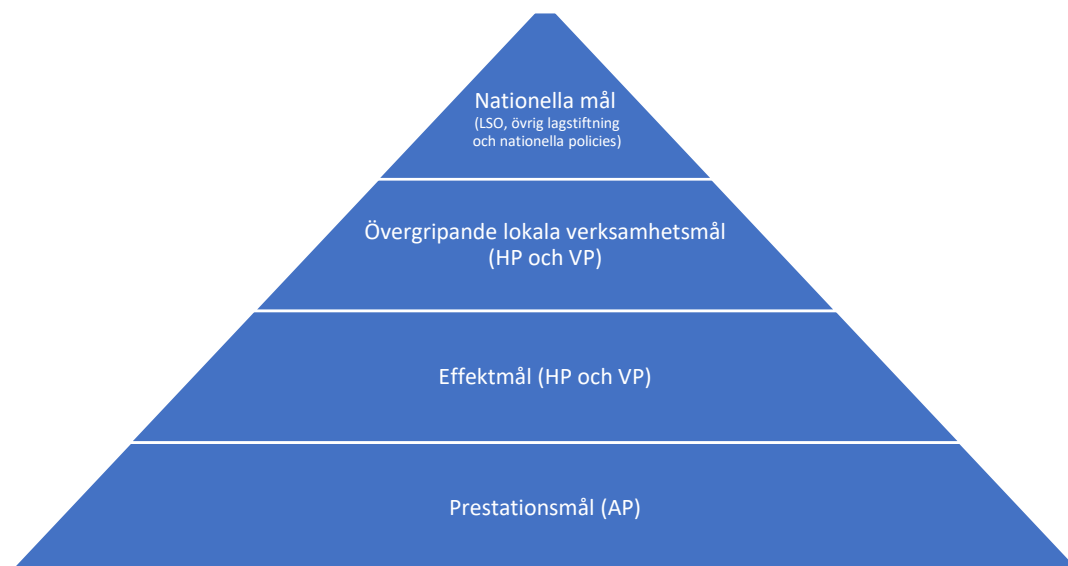 Nationella mål
(LSO, övrig lagstiftning
och nationella policies)
Övergripande lokala verksamhetsmål
(HP och VP)
Effektmål (HP och VP)
Prestationsmål (AP)